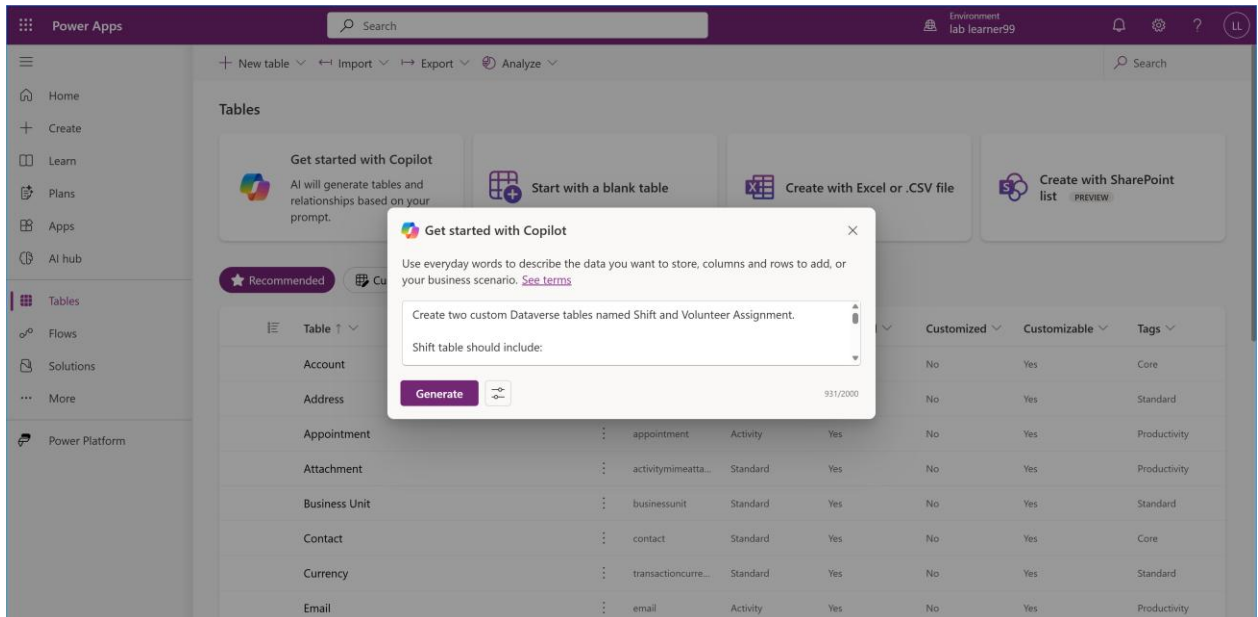 Power Apps
Search
Environment
lab learner99
LL
New table
Import
Export
Analyze
Search
Home
Create
Learn
Plans
Apps
AI hub
Tables
Flows
Solutions
More
Power Platform
Tables
Get started with Copilot
AI will generate tables and
relationships based on your
prompt.
Start with a blank table
Create with Excel or .CSV file
Create with SharePoint
list PREVIEW
Recommended
Get started with Copilot
Use everyday words to describe the data you want to store, columns and rows to add, or
your business scenario. See terms
Create two custom Dataverse tables named Shift and Volunteer Assignment.
Shift table should include:
Generate
931/2000
Table ↑ Customized Customizable Tags
Account No Yes Core
Address No Yes Standard
Appointment appointment Activity Yes No Yes Productivity
Attachment activitymimeatta... Standard Yes No Yes Productivity
Business Unit businessunit Standard Yes No Yes Standard
Contact contact Standard Yes No Yes Core
Currency transactioncurre... Standard Yes No Yes Standard
Email email Activity Yes No Yes Productivity